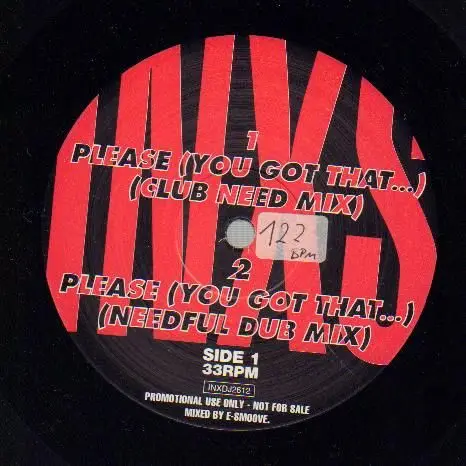 INXS
1
PLEASE (YOU GOT THAT...)
(CLUB NEED MIX)
122
BPM
2
PLEASE (YOU GOT THAT...)
(NEEDFUL DUB MIX)
SIDE 1
33RPM
INXDJ2612
PROMOTIONAL USE ONLY - NOT FOR SALE
MIXED BY E-SMOOVE.